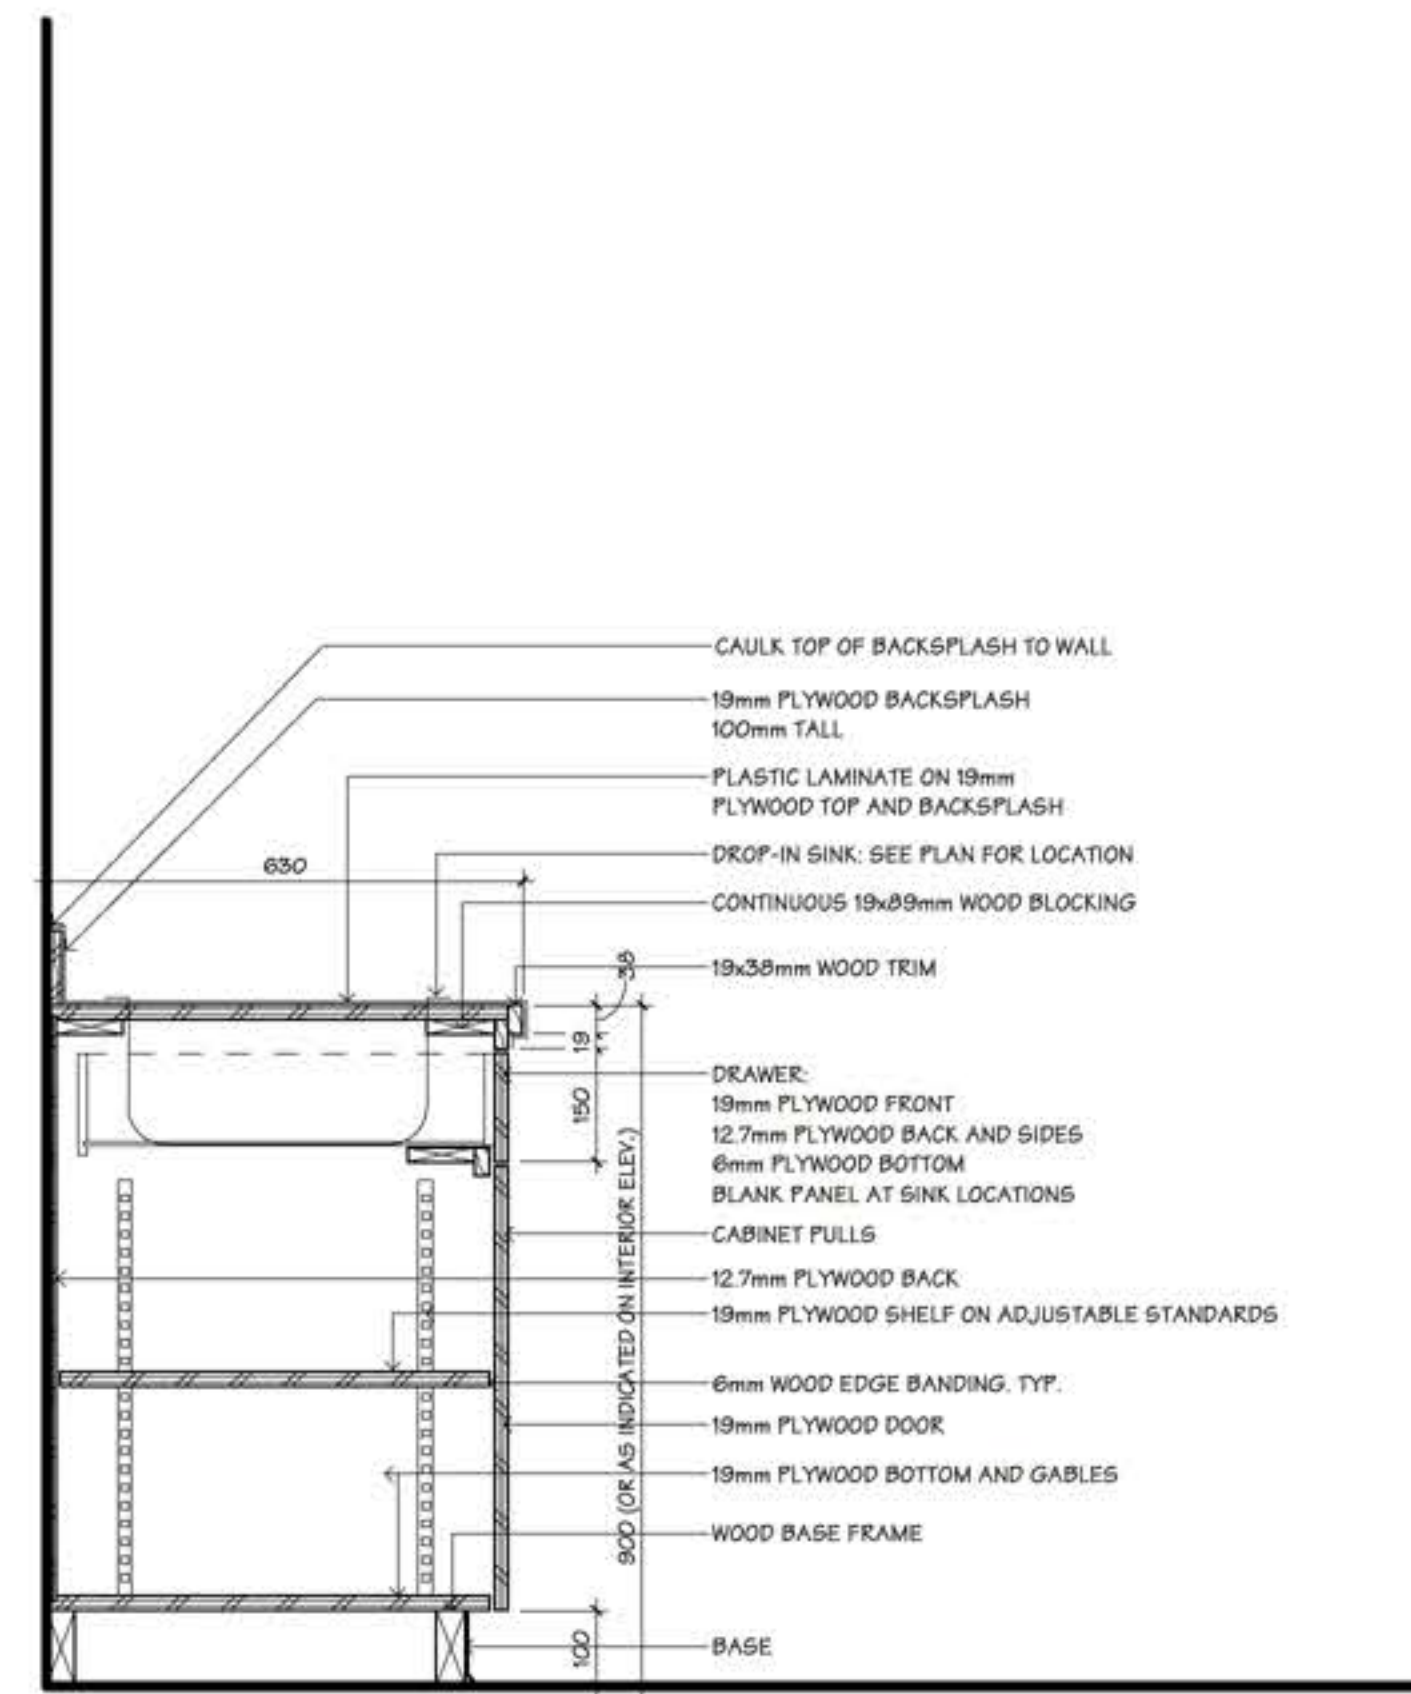 CAULK TOP OF BACKSPLASH TO WALL
19mm PLYWOOD BACKSPLASH
100mm TALL
PLASTIC LAMINATE ON 19mm
PLYWOOD TOP AND BACKSPLASH
DROP-IN SINK: SEE PLAN FOR LOCATION
630
CONTINUOUS 19x89mm WOOD BLOCKING
38
19x38mm WOOD TRIM
19
DRAWER:
19mm PLYWOOD FRONT
12.7mm PLYWOOD BACK AND SIDES
6mm PLYWOOD BOTTOM
BLANK PANEL AT SINK LOCATIONS
150
CABINET PULLS
12.7mm PLYWOOD BACK
19mm PLYWOOD SHELF ON ADJUSTABLE STANDARDS
900 (OR AS INDICATED ON INTERIOR ELEV.)
6mm WOOD EDGE BANDING. TYP.
19mm PLYWOOD DOOR
19mm PLYWOOD BOTTOM AND GABLES
WOOD BASE FRAME
100
BASE